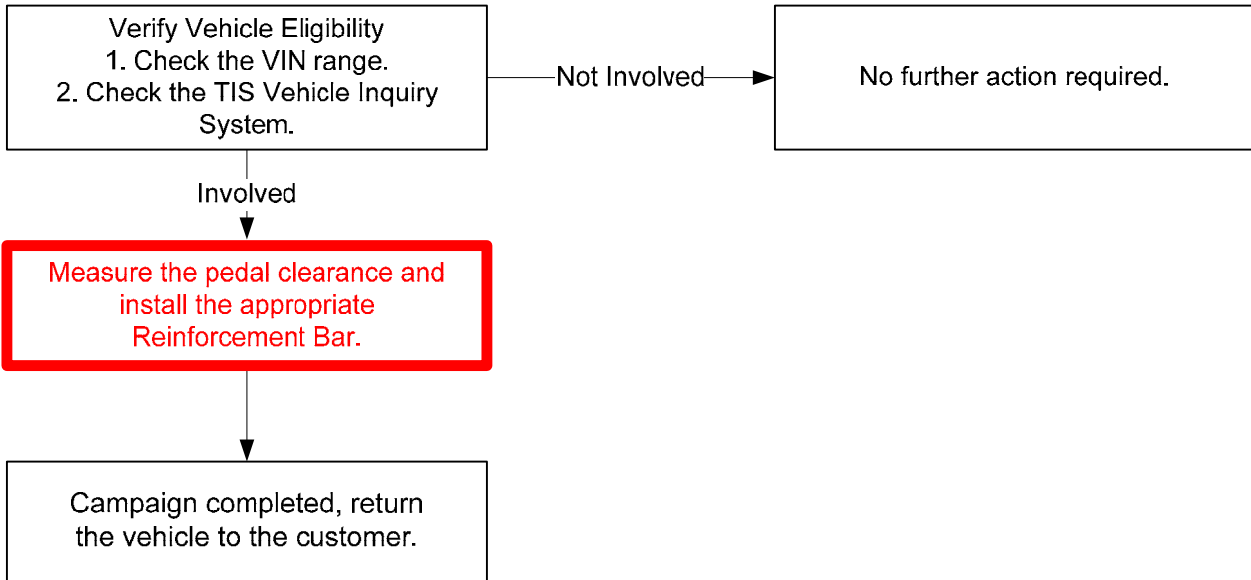 Verify Vehicle Eligibility
1. Check the VIN range.
2. Check the TIS Vehicle Inquiry
System.
Not Involved
No further action required.
Involved
Measure the pedal clearance and
install the appropriate
Reinforcement Bar.
Campaign completed, return
the vehicle to the customer.